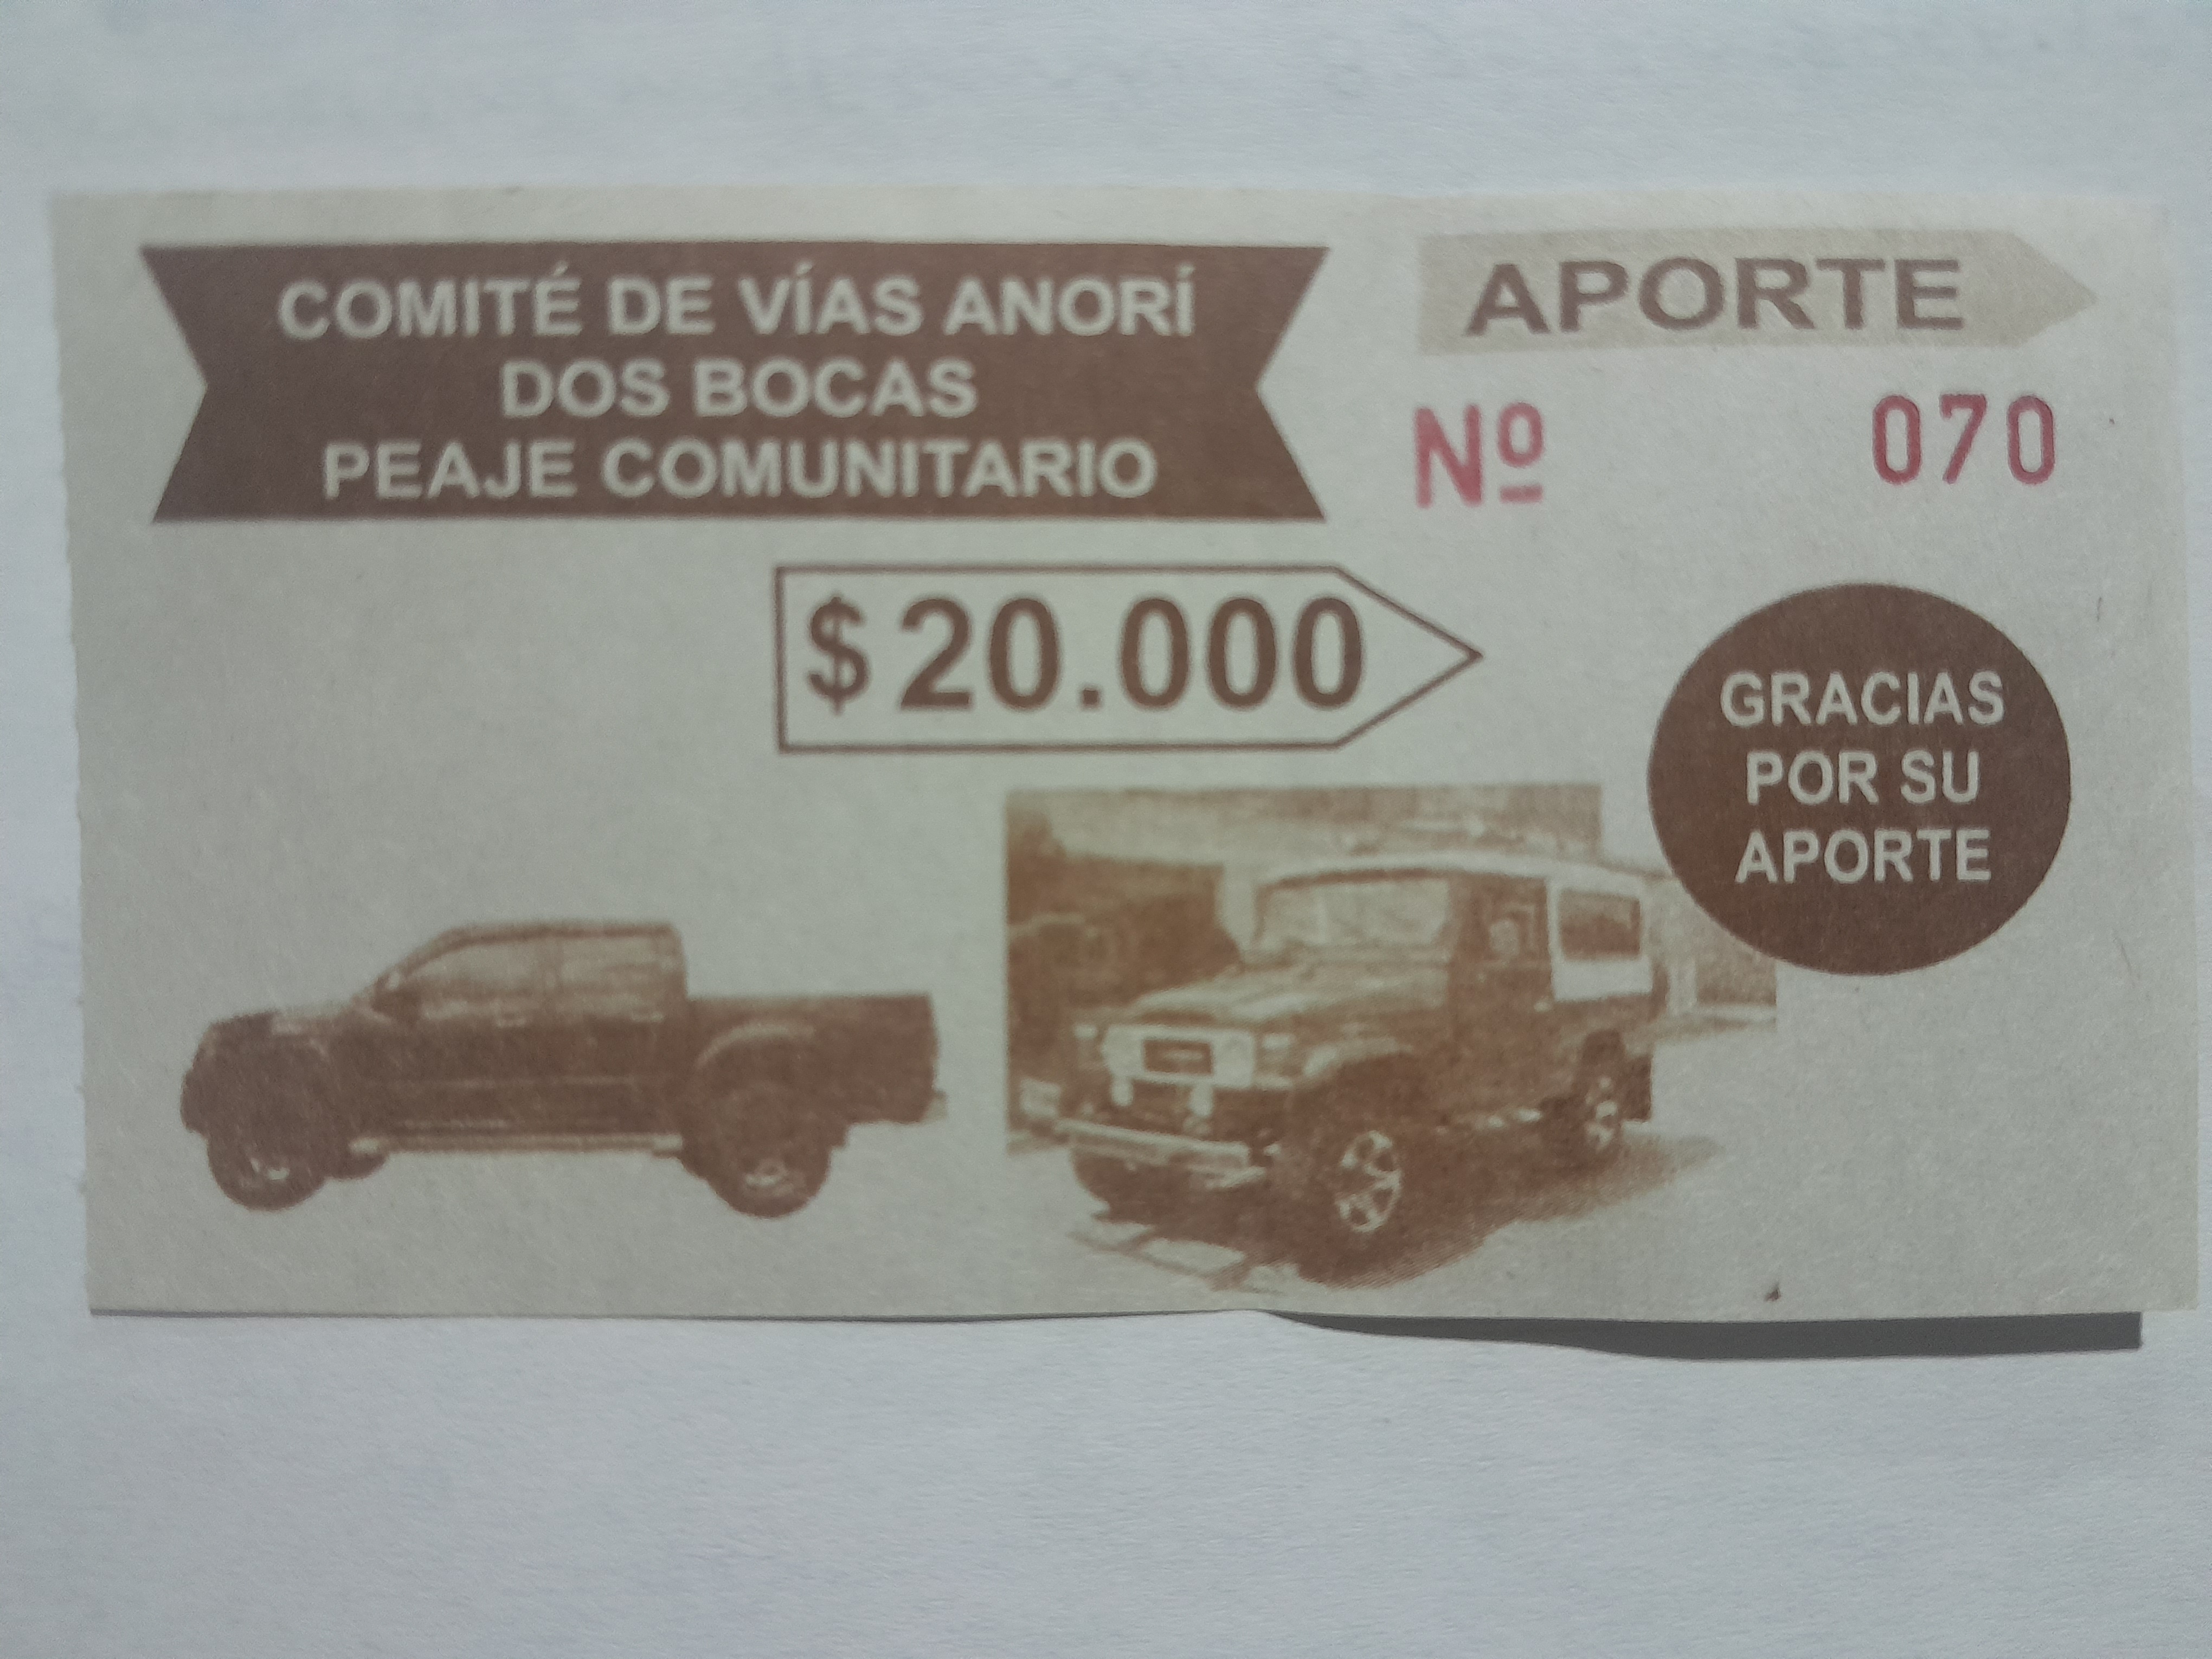 COMITÉ DE VÍAS ANORÍ
DOS BOCAS
PEAJE COMUNITARIO
APORTE
Nº 070
$20.000
GRACIAS
POR SU
APORTE